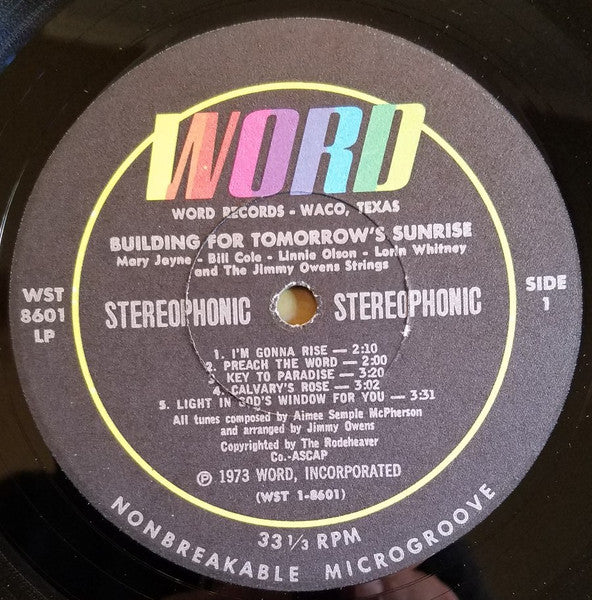 WORD
WORD RECORDS - WACO, TEXAS
BUILDING FOR TOMORROW'S SUNRISE
Mary Jayne - Bill Cole - Linnie Olson - Lorin Whitney
and The Jimmy Owens Strings
WST
8601
LP
STEREOPHONIC STEREOPHONIC
SIDE
1
1. I'M GONNA RISE — 2:10
2. PREACH THE WORD — 2:00
3. KEY TO PARADISE — 3:20
4. CALVARY'S ROSE — 3:02
5. LIGHT IN GOD'S WINDOW FOR YOU — 3:31
All tunes composed by Aimee Semple McPherson
and arranged by Jimmy Owens
Copyrighted by The Rodeheaver
Co.-ASCAP
Ⓟ 1973 WORD, INCORPORATED
(WST 1-8601)
33 1/3 RPM
NONBREAKABLE MICROGROOVE